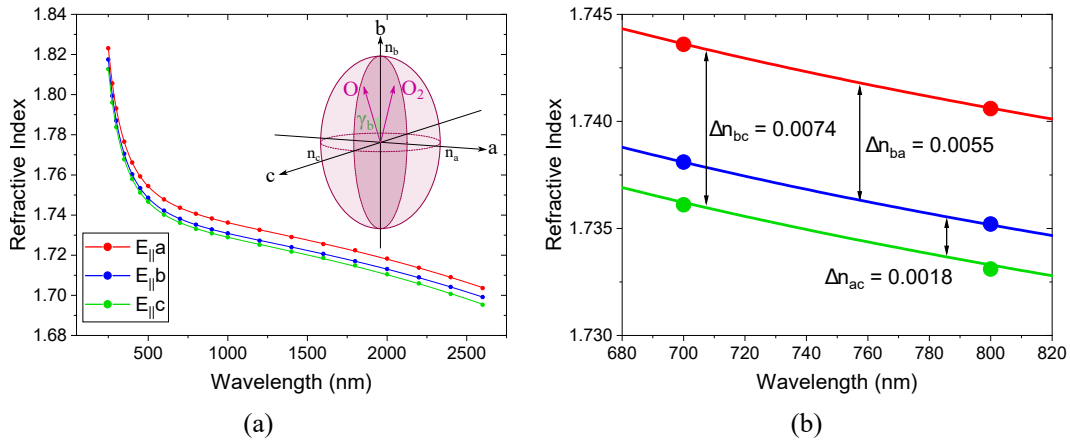 1.84
1.82
1.80
1.78
1.76
1.74
1.72
1.70
1.68
Refractive Index
b
n_b
O
O_2
γ_b
n_c
n_a
a
c
E_||a
E_||b
E_||c
500 1000 1500 2000 2500
Wavelength (nm)
(a)
1.745
1.740
1.735
1.730
Refractive Index
Δn_bc = 0.0074
Δn_ba = 0.0055
Δn_ac = 0.0018
680 700 720 740 760 780 800 820
Wavelength (nm)
(b)